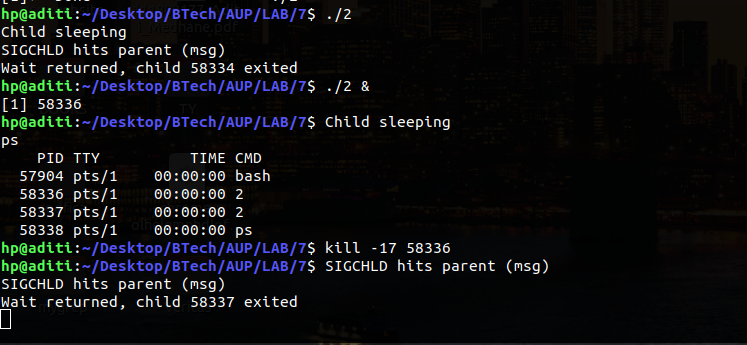 hp@aditi:~/Desktop/BTech/AUP/LAB/7$ ./2
Child sleeping
SIGCHLD hits parent (msg)
Wait returned, child 58334 exited
hp@aditi:~/Desktop/BTech/AUP/LAB/7$ ./2 &
[1] 58336
hp@aditi:~/Desktop/BTech/AUP/LAB/7$ Child sleeping
ps
    PID TTY          TIME CMD
  57904 pts/1    00:00:00 bash
  58336 pts/1    00:00:00 2
  58337 pts/1    00:00:00 2
  58338 pts/1    00:00:00 ps
hp@aditi:~/Desktop/BTech/AUP/LAB/7$ kill -17 58336
hp@aditi:~/Desktop/BTech/AUP/LAB/7$ SIGCHLD hits parent (msg)
SIGCHLD hits parent (msg)
Wait returned, child 58337 exited